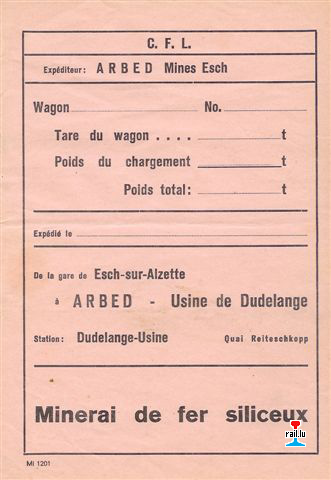 C. F. L.
Expéditeur: ARBED Mines Esch
Wagon No.
Tare du wagon .... t
Poids du chargement t
Poids total: t
Expédié le
De la gare de Esch-sur-Alzette
à ARBED - Usine de Dudelange
Station: Dudelange-Usine Quai Reiteschkopp
Minerai de fer siliceux
rail.lu
Mi 1201